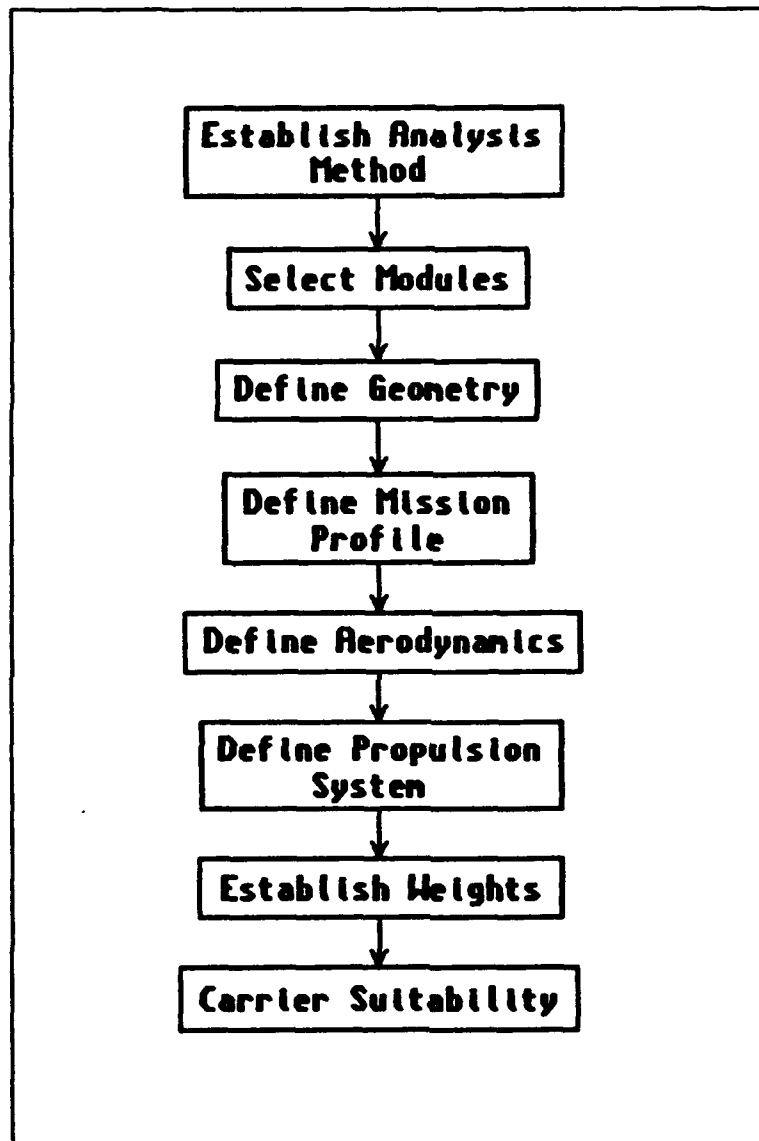 Establish Analysis
Method
Select Modules
Define Geometry
Define Mission
Profile
Define Aerodynamics
Define Propulsion
System
Establish Weights
Carrier Suitability